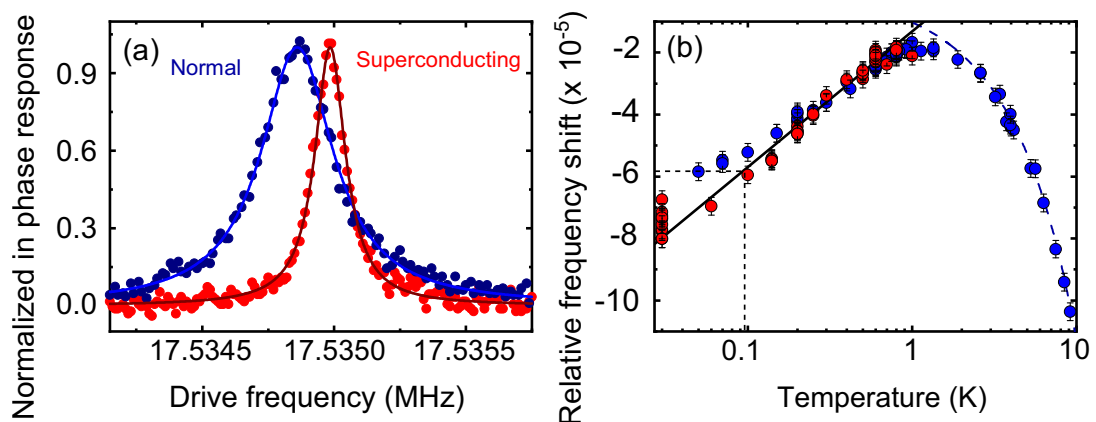 (a)
Normal
Superconducting
Normalized in phase response
0.9
0.6
0.3
0.0
17.5345
17.5350
17.5355
Drive frequency (MHz)
(b)
Relative frequency shift (x 10-5)
-2
-4
-6
-8
-10
0.1
1
10
Temperature (K)